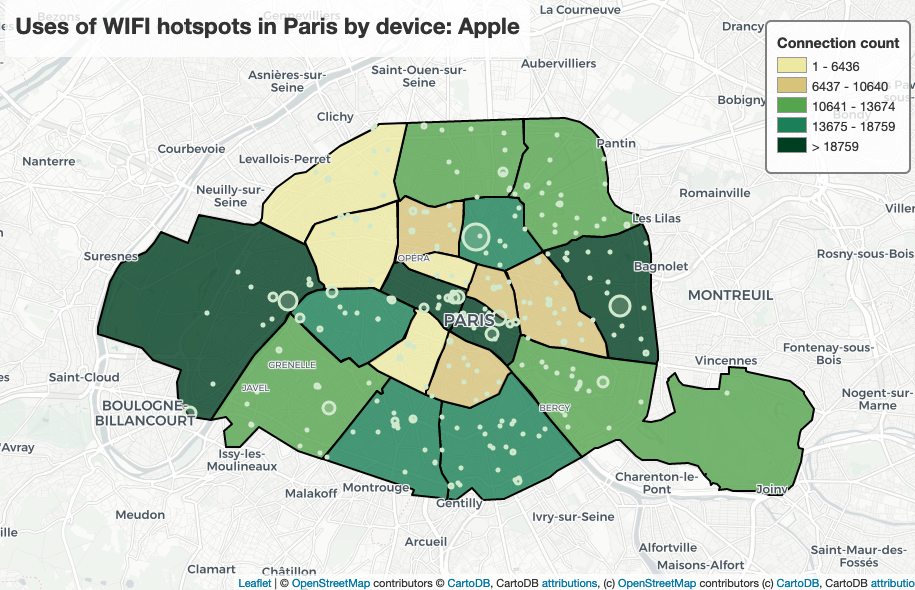 Uses of WIFI hotspots in Paris by device: Apple
La Courneuve
Drancy
Connection count
1 - 6436
6437 - 10640
10641 - 13674
13675 - 18759
> 18759
Bezons
Gennevilliers
Aubervilliers
Saint-Ouen-sur-
Seine
Asnières-sur-
Seine
Bobigny
Bondy
Clichy
Courbevoie
Pantin
Levallois-Perret
Nanterre
Neuilly-sur-
Seine
Romainville
Les Lilas
Suresnes
OPÉRA
Rosny-sous-Bois
Bagnolet
MONTREUIL
PARIS
Fontenay-sous-
Bois
Vincennes
GRENELLE
Saint-Cloud
JAVEL
Nogent-sur-
Marne
BOULOGNE-
BILLANCOURT
BERCY
Issy-les-
Moulineaux
Charenton-le-
Pont
Malakoff
Montrouge
Joinv
Gentilly
Meudon
Ivry-sur-Seine
Arcueil
Alfortville
Saint-Maur-des-
Fossés
Maisons-Alfort
Clamart
Châtillon
Leaflet | © OpenStreetMap contributors © CartoDB, CartoDB attributions, (c) OpenStreetMap contributors (c) CartoDB, CartoDB attributio